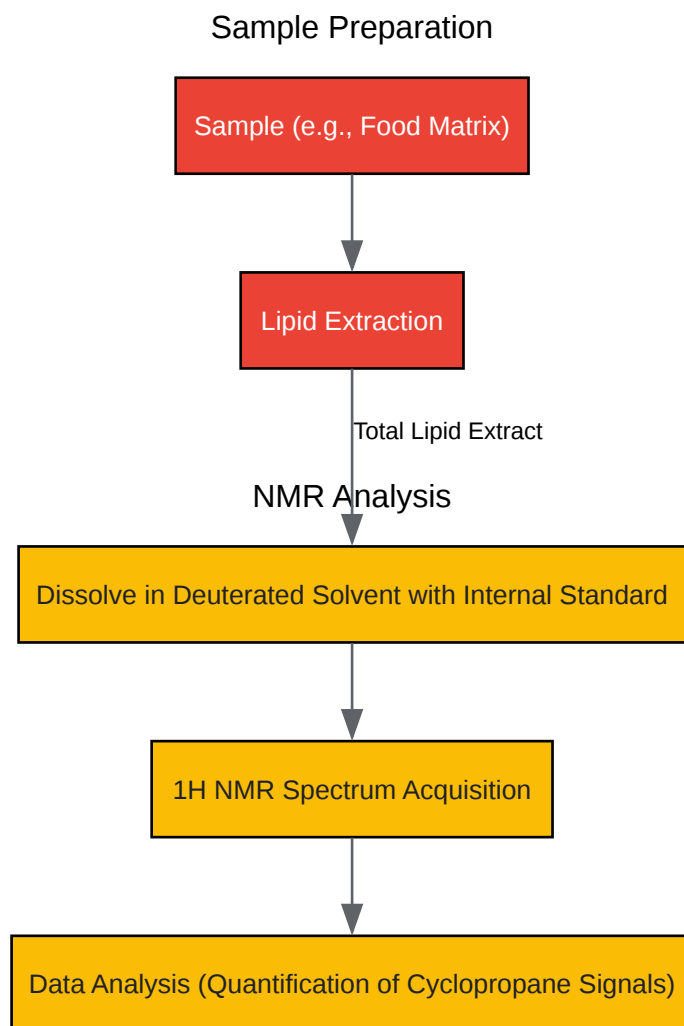 Sample Preparation
Sample (e.g., Food Matrix)
Lipid Extraction
Total Lipid Extract
NMR Analysis
Dissolve in Deuterated Solvent with Internal Standard
1H NMR Spectrum Acquisition
Data Analysis (Quantification of Cyclopropane Signals)